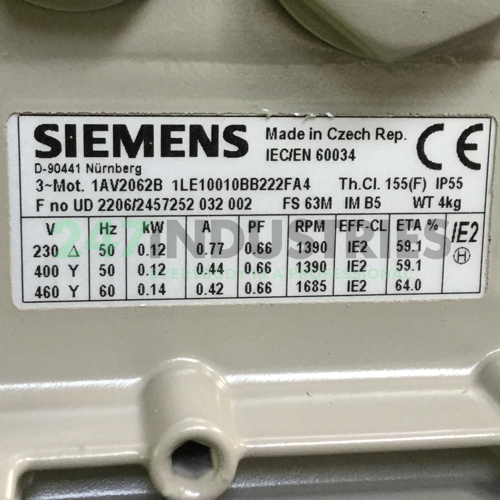 SIEMENS
D-90441 Nürnberg
Made in Czech Rep.
IEC/EN 60034
CE
3~Mot. 1AV2062B 1LE10010BB222FA4 Th.Cl. 155(F) IP55
F no UD 2206/2457252 032 002 FS 63M IM B5 WT 4kg
V Hz kW A PF RPM EFF-CL ETA % IE2
230 Δ 50 0.12 0.77 0.66 1390 IE2 59.1 H
400 Y 50 0.12 0.44 0.66 1390 IE2 59.1
460 Y 60 0.14 0.42 0.66 1685 IE2 64.0
247 INDUSTRIES